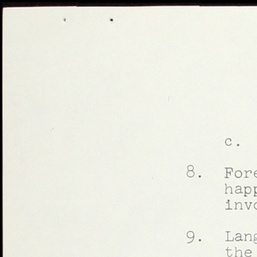 c.
8. Fore
happ
invo
9. Lang
the